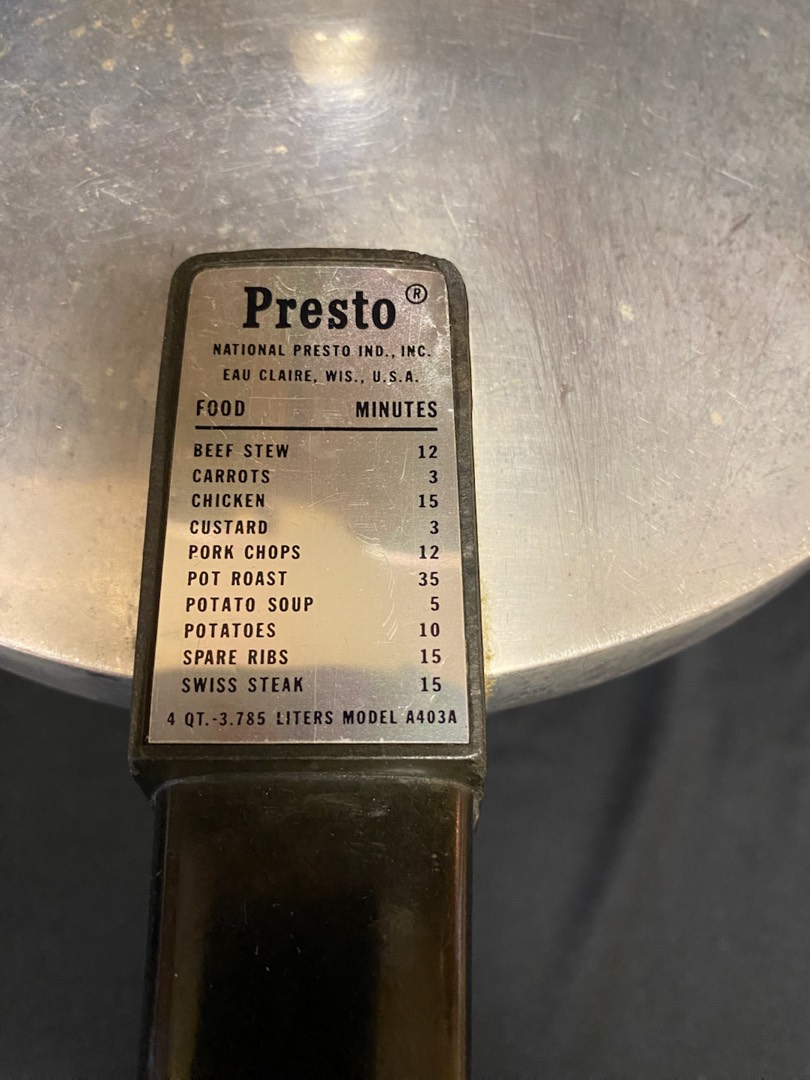 Presto®
NATIONAL PRESTO IND., INC.
EAU CLAIRE, WIS., U.S.A.
FOOD MINUTES
BEEF STEW 12
CARROTS 3
CHICKEN 15
CUSTARD 3
PORK CHOPS 12
POT ROAST 35
POTATO SOUP 5
POTATOES 10
SPARE RIBS 15
SWISS STEAK 15
4 QT.-3.785 LITERS MODEL A403A